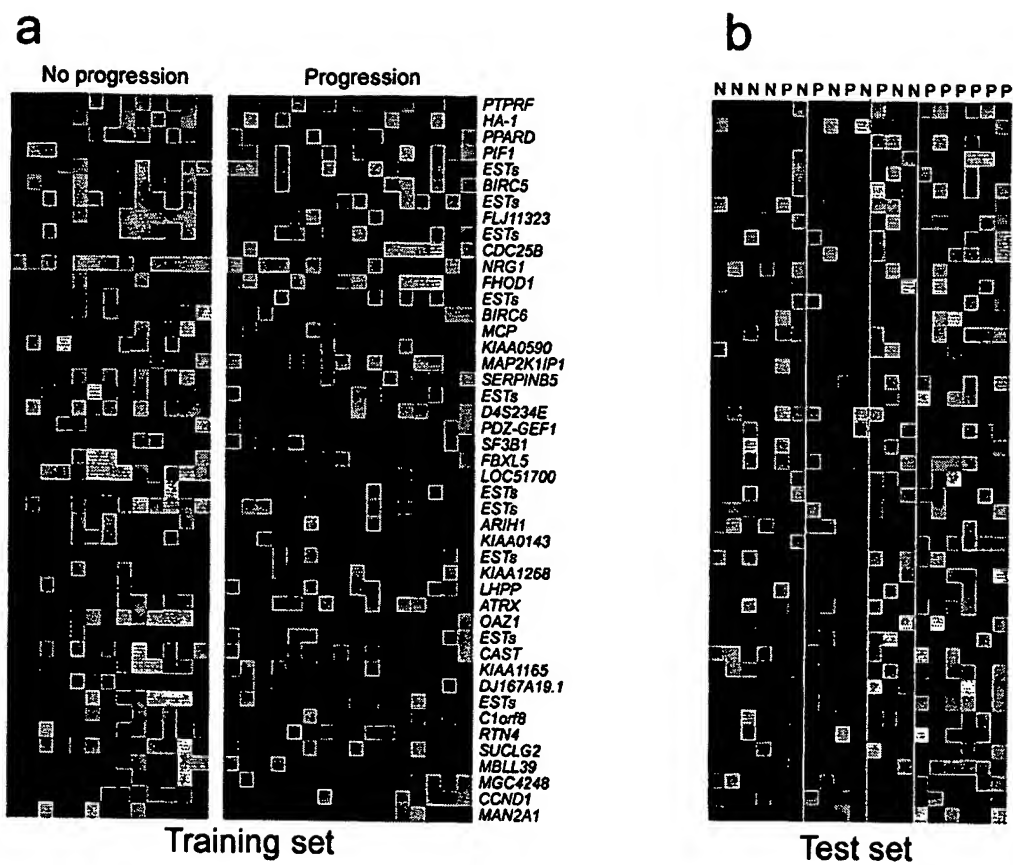 a
b
No progression
Progression
N N N N P N P N P N P N N P P P P P P
PTPRF
HA-1
PPARD
PIF1
ESTs
BIRC5
ESTs
FLJ11323
ESTs
CDC25B
NRG1
FHOD1
ESTs
BIRC6
MCP
KIAA0590
MAP2K1IP1
SERPINB5
ESTs
D4S234E
PDZ-GEF1
SF3B1
FBXL5
LOC51700
ESTs
ESTs
ARIH1
KIAA0143
ESTs
KIAA1268
LHPP
ATRX
OAZ1
ESTs
CAST
KIAA1165
DJ167A19.1
ESTs
C1orf8
RTN4
SUCLG2
MBLL39
MGC4248
CCND1
MAN2A1
Training set
Test set